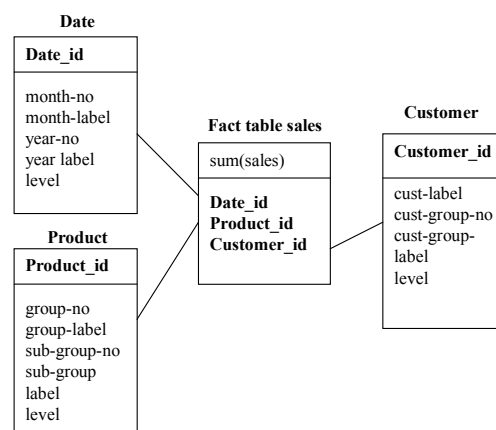 Date
Date_id
month-no
month-label
year-no
year label
level
Product
Product_id
group-no
group-label
sub-group-no
sub-group
label
level
Fact table sales
sum(sales)
Date_id
Product_id
Customer_id
Customer
Customer_id
cust-label
cust-group-no
cust-group-
label
level